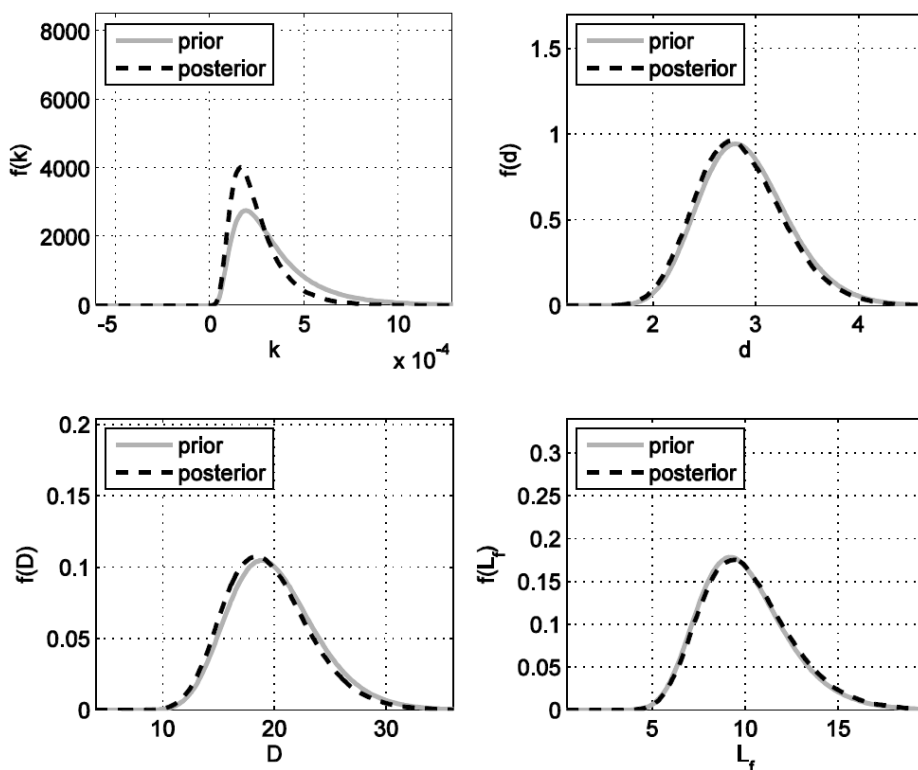 prior
posterior
8000
6000
4000
2000
0
f(k)
-5 0 5 10
k
x 10⁻⁴
prior
posterior
1.5
1
0.5
0
f(d)
2 3 4
d
prior
posterior
0.2
0.15
0.1
0.05
0
f(D)
10 20 30
D
prior
posterior
0.3
0.25
0.2
0.15
0.1
0.05
0
f(L_f)
5 10 15
L_f